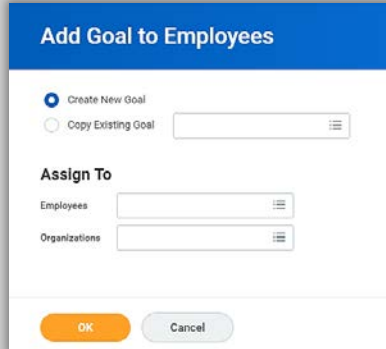 Add Goal to Employees
Create New Goal
Copy Existing Goal
Assign To
Employees
Organizations
OK
Cancel